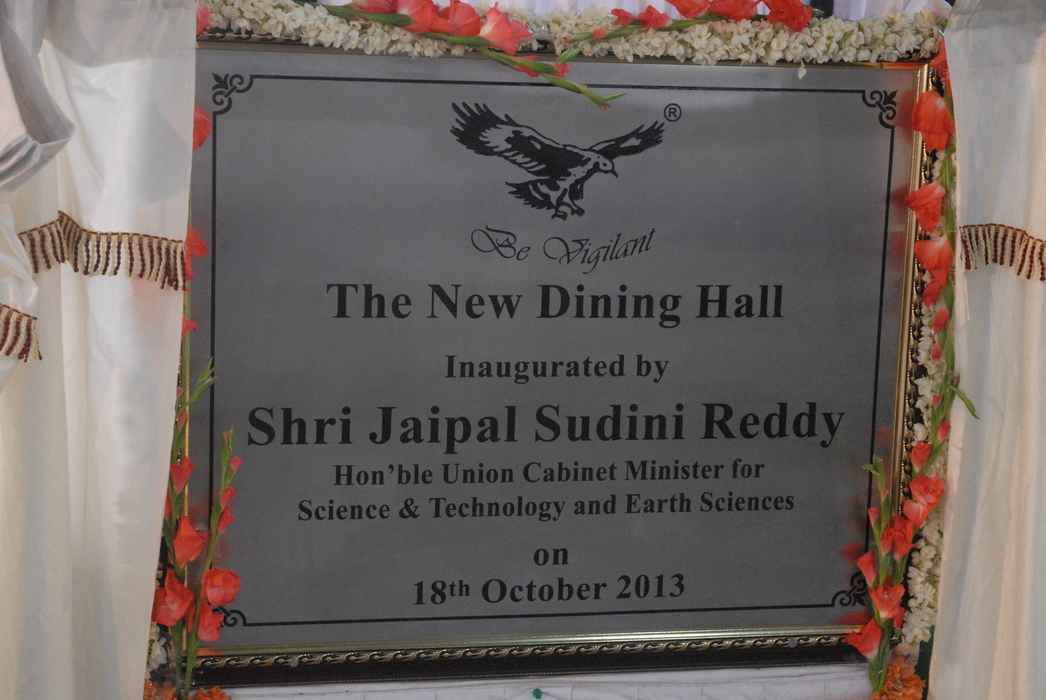 ®
Be Vigilant
The New Dining Hall
Inaugurated by
Shri Jaipal Sudini Reddy
Hon'ble Union Cabinet Minister for
Science & Technology and Earth Sciences
on
18th October 2013